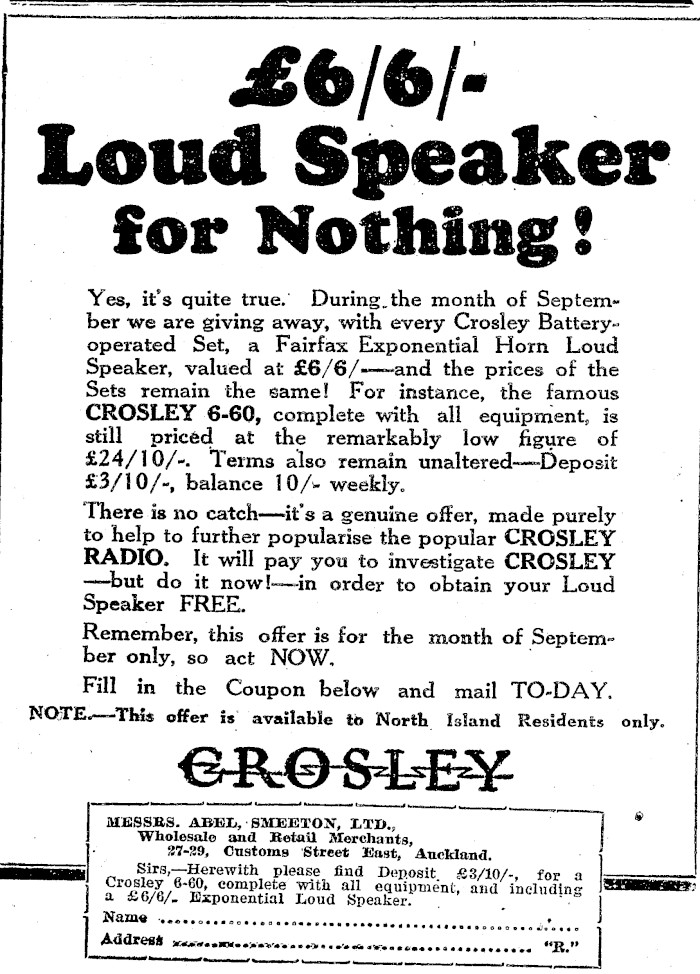 £6/6/-
Loud Speaker
for Nothing!
Yes, it's quite true. During the month of Septem-
ber we are giving away, with every Crosley Battery-
operated Set, a Fairfax Exponential Horn Loud
Speaker, valued at £6/6/-—and the prices of the
Sets remain the same! For instance, the famous
CROSLEY 6-60, complete with all equipment, is
still priced at the remarkably low figure of
£24/10/-. Terms also remain unaltered—Deposit
£3/10/-, balance 10/- weekly.
There is no catch—it's a genuine offer, made purely
to help to further popularise the popular CROSLEY
RADIO. It will pay you to investigate CROSLEY
—but do it now!—in order to obtain your Loud
Speaker FREE.
Remember, this offer is for the month of Septem-
ber only, so act NOW.
Fill in the Coupon below and mail TO-DAY.
NOTE.—This offer is available to North Island Residents only.
CROSLEY
MESSRS. ABEL, SMEETON, LTD.,
Wholesale and Retail Merchants,
27-29, Customs Street East, Auckland.
Sirs,—Herewith please find Deposit £3/10/-, for a
Crosley 6-60, complete with all equipment, and including
a £6/6/- Exponential Loud Speaker.
Name ..........................................................
Address .................................................. "R."